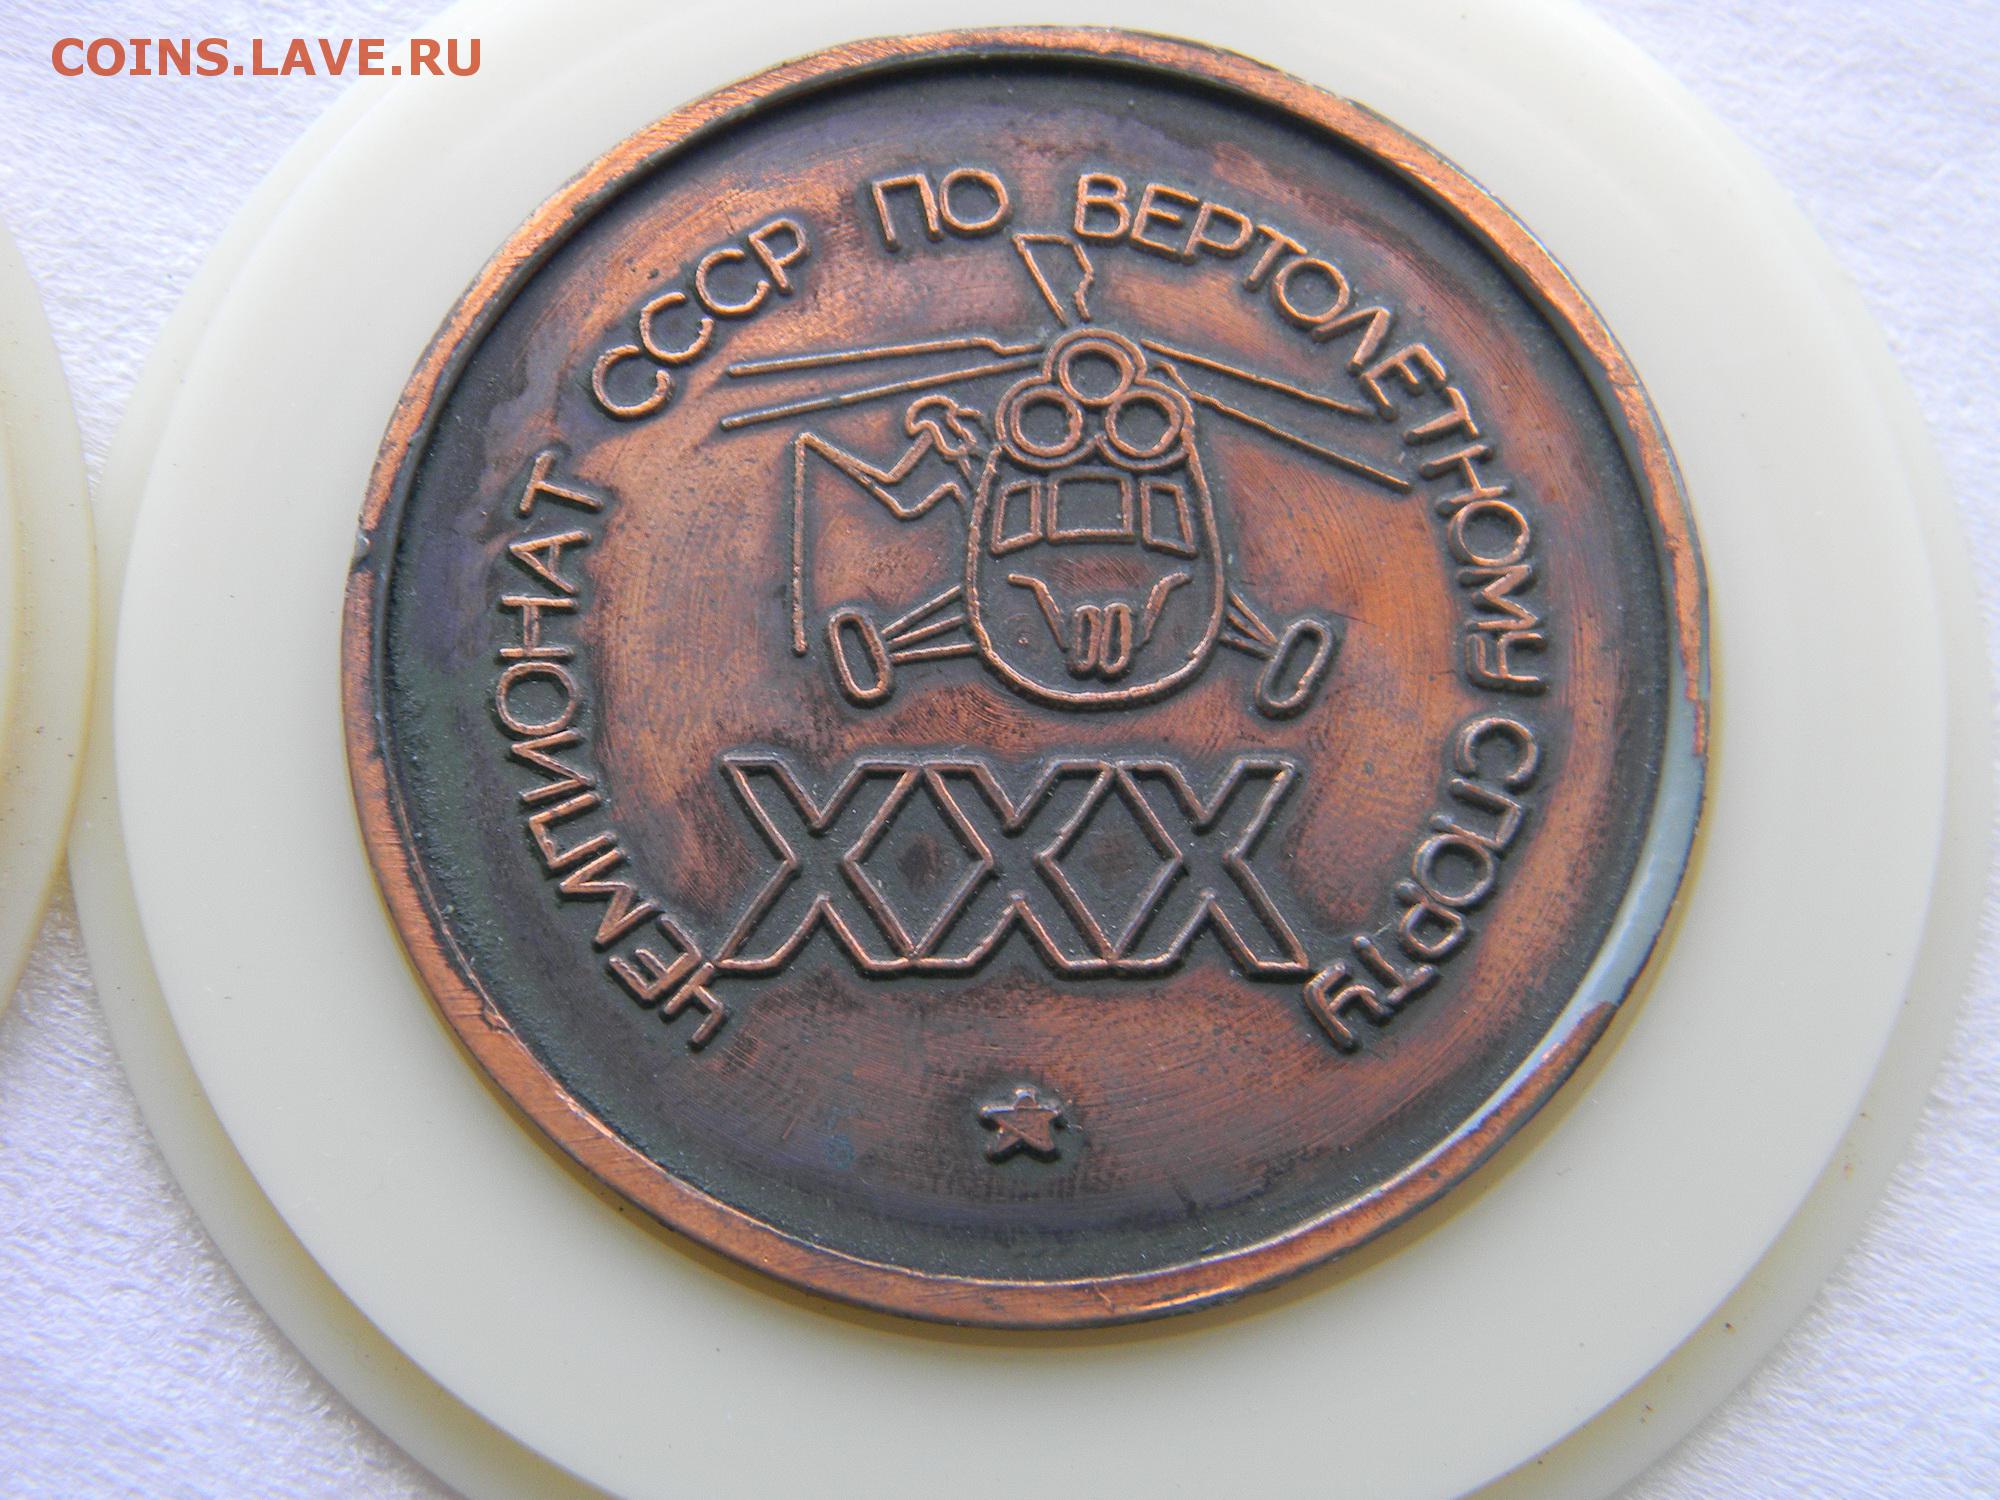 COINS.LAVE.RU
ЧЕМПИОНАТ СССР ПО ВЕРТОЛЕТНОМУ СПОРТУ
XXX